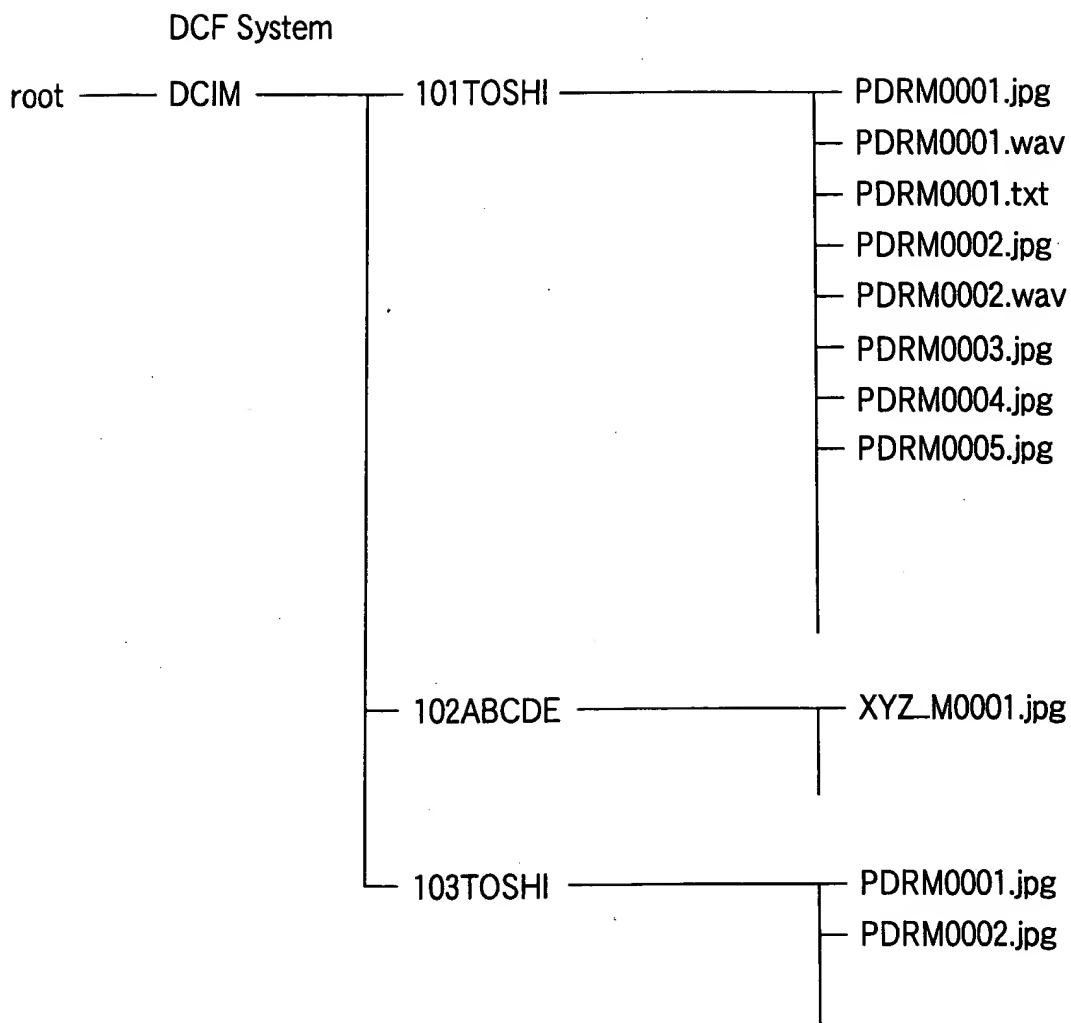 DCF System
root DCIM 101TOSHI PDRM0001.jpg
PDRM0001.wav
PDRM0001.txt
PDRM0002.jpg
PDRM0002.wav
PDRM0003.jpg
PDRM0004.jpg
PDRM0005.jpg
102ABCDE XYZ_M0001.jpg
103TOSHI PDRM0001.jpg
PDRM0002.jpg